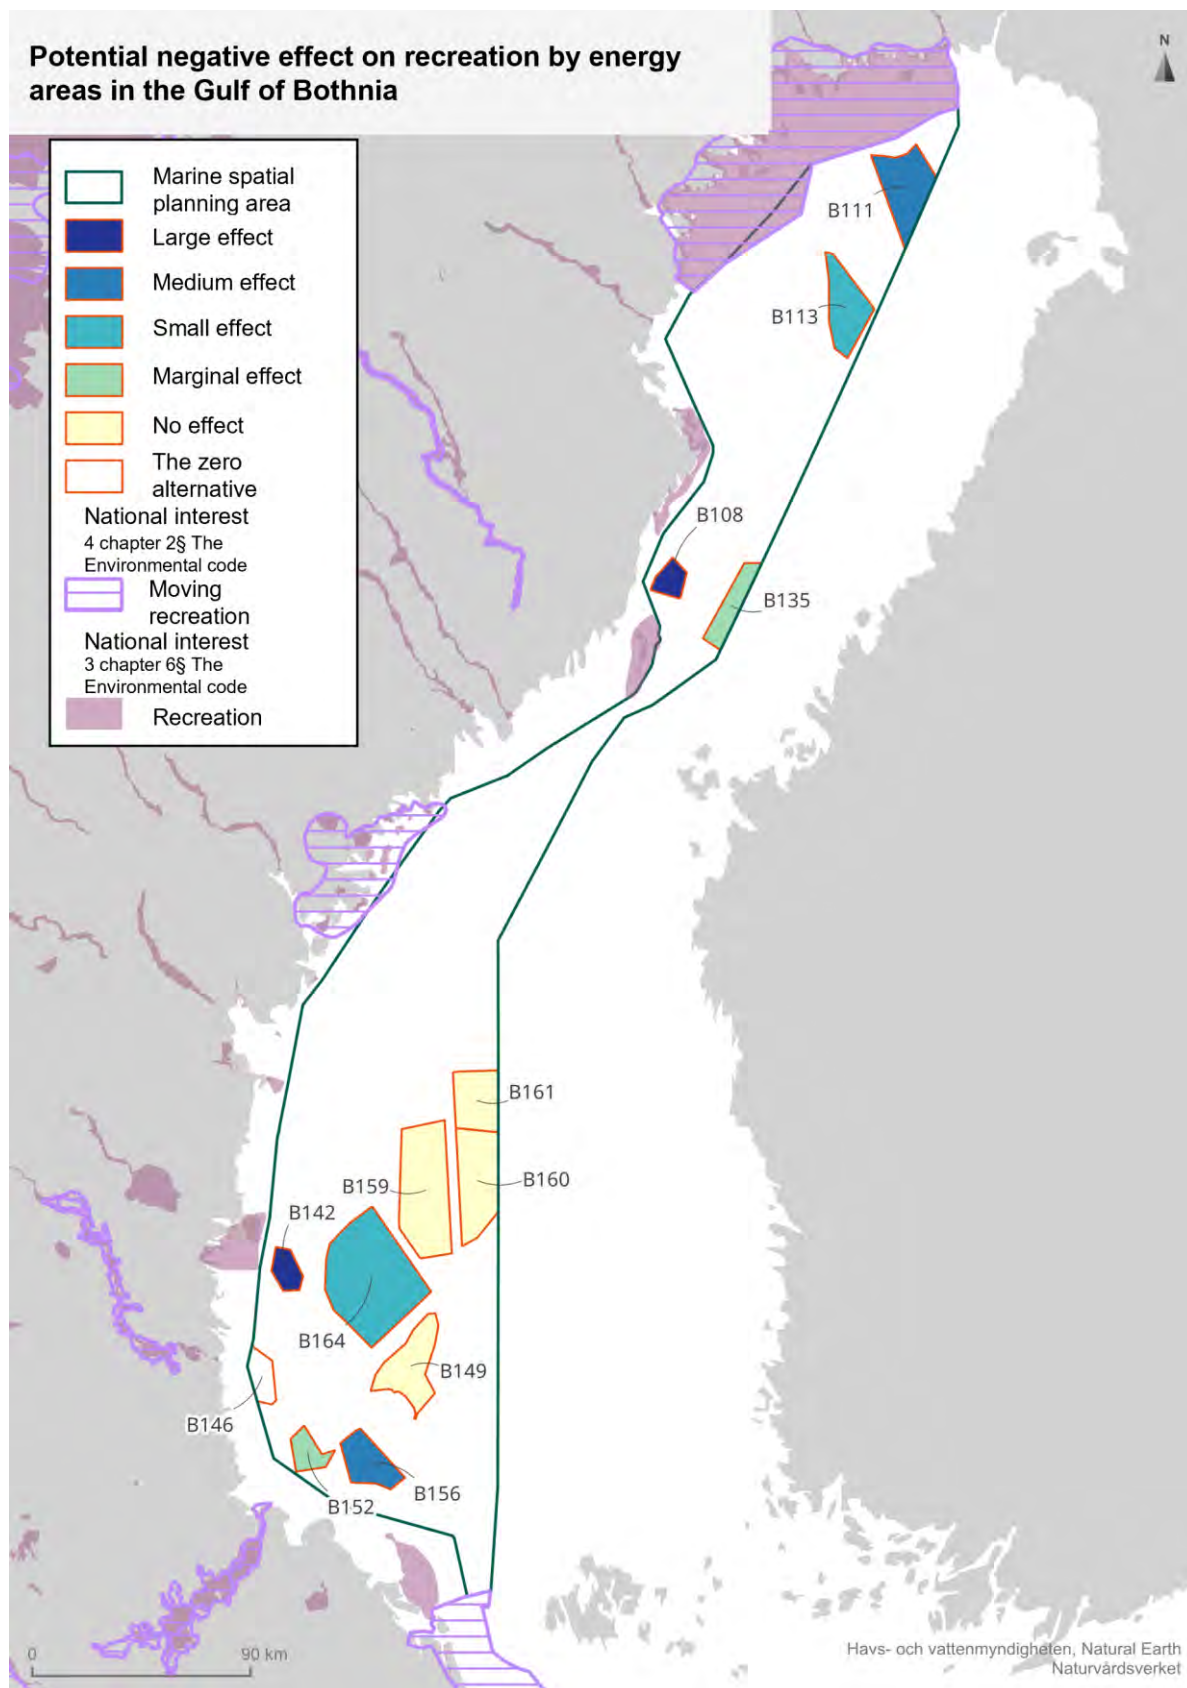 Potential negative effect on recreation by energy
areas in the Gulf of Bothnia
N
Marine spatial
planning area
Large effect
Medium effect
Small effect
Marginal effect
No effect
The zero
alternative
National interest
4 chapter 2§ The
Environmental code
Moving
recreation
National interest
3 chapter 6§ The
Environmental code
Recreation
B111
B113
B108
B135
B161
B160
B159
B142
B164
B149
B146
B156
B152
0 90 km
Havs- och vattenmyndigheten, Natural Earth
Naturvårdsverket